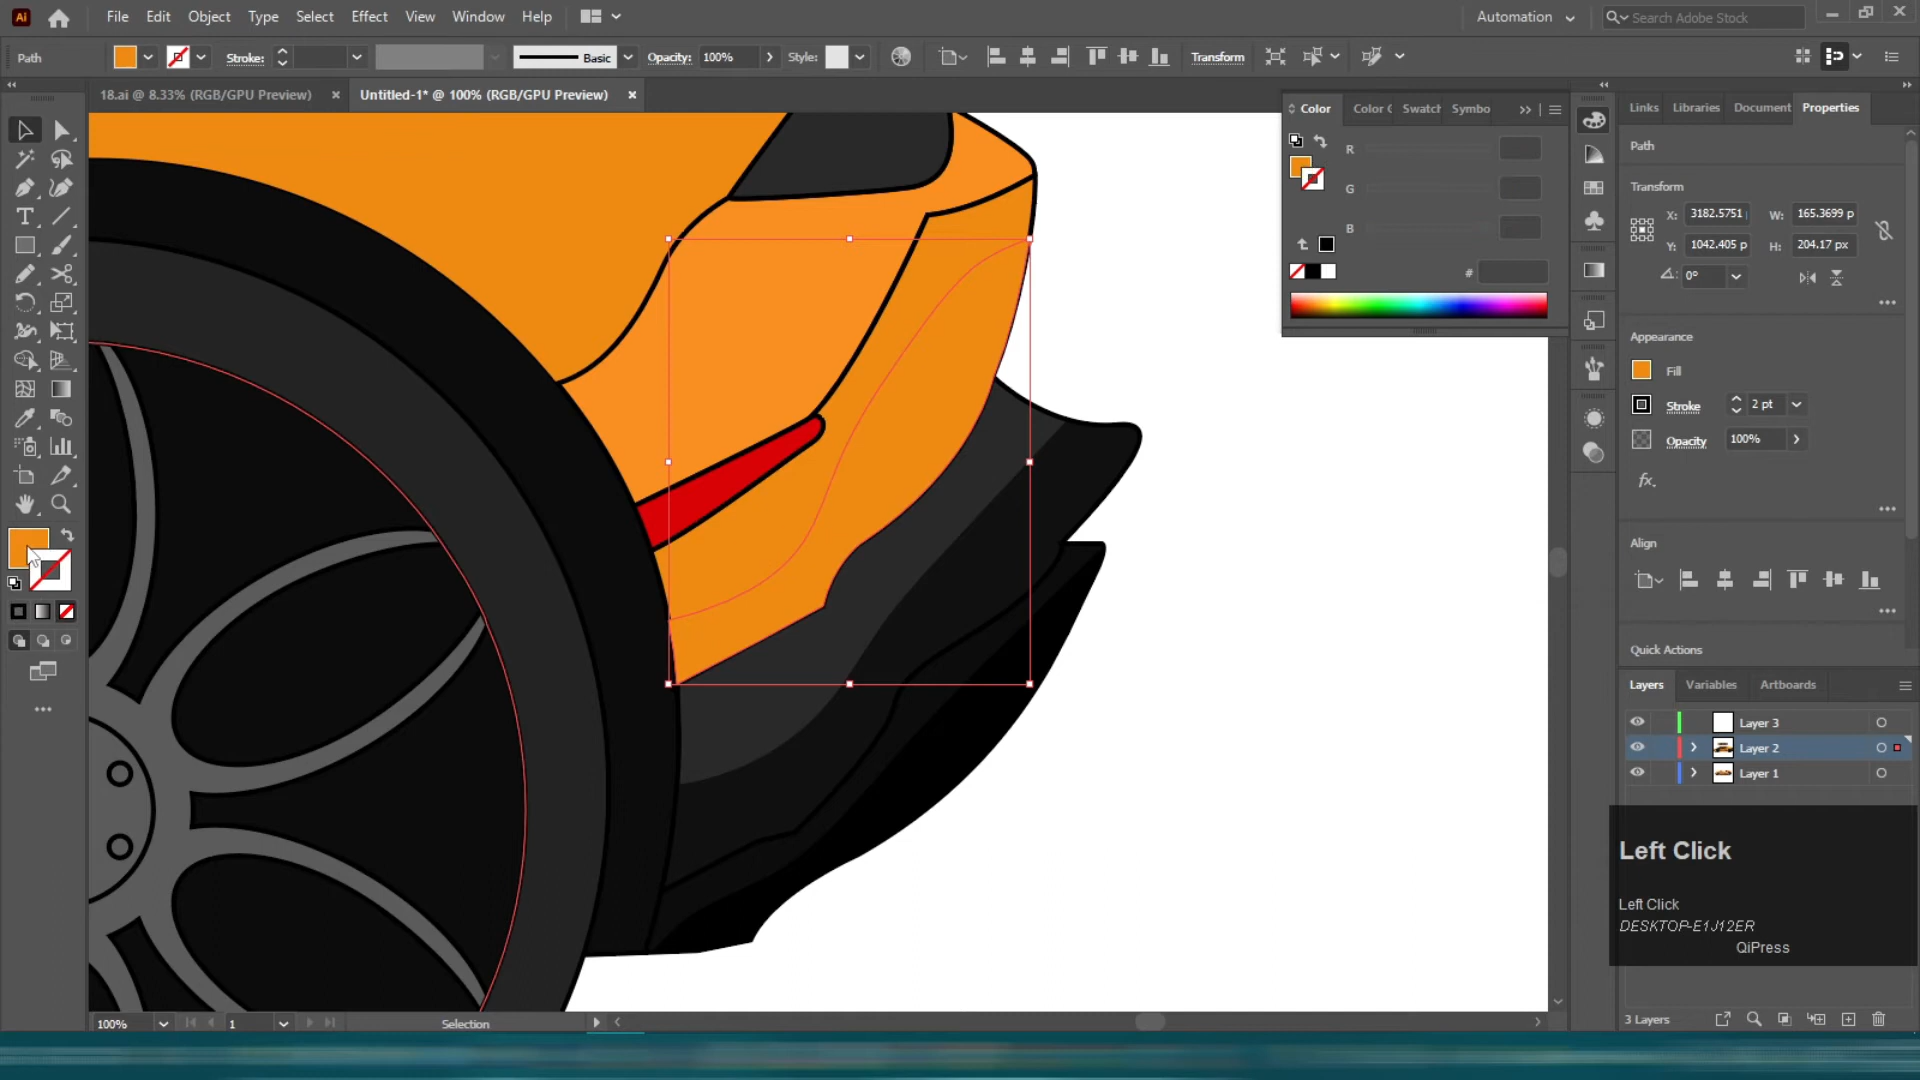 Ai File Edit Object Type Select Effect View Window Help Automation Search Adobe Stock
Path Stroke: Basic Opacity: 100% Style: Transform
18.ai @ 8.33% (RGB/GPU Preview) × Untitled-1* @ 100% (RGB/GPU Preview) ×
Color Color G Swatch Symbo
R
G
B
#
Links Libraries Document Properties
Path
Transform
X: 3182.5751 W: 165.3699 p
Y: 1042.405 p H: 204.17 px
0°
Appearance
Fill
Stroke 2 pt
Opacity 100%
fx.
Align
Quick Actions
Layers Variables Artboards
Layer 3
Layer 2
Layer 1
Left Click
Left Click
DESKTOP-E1J12ER
QiPress
3 Layers
100% 1 Selection